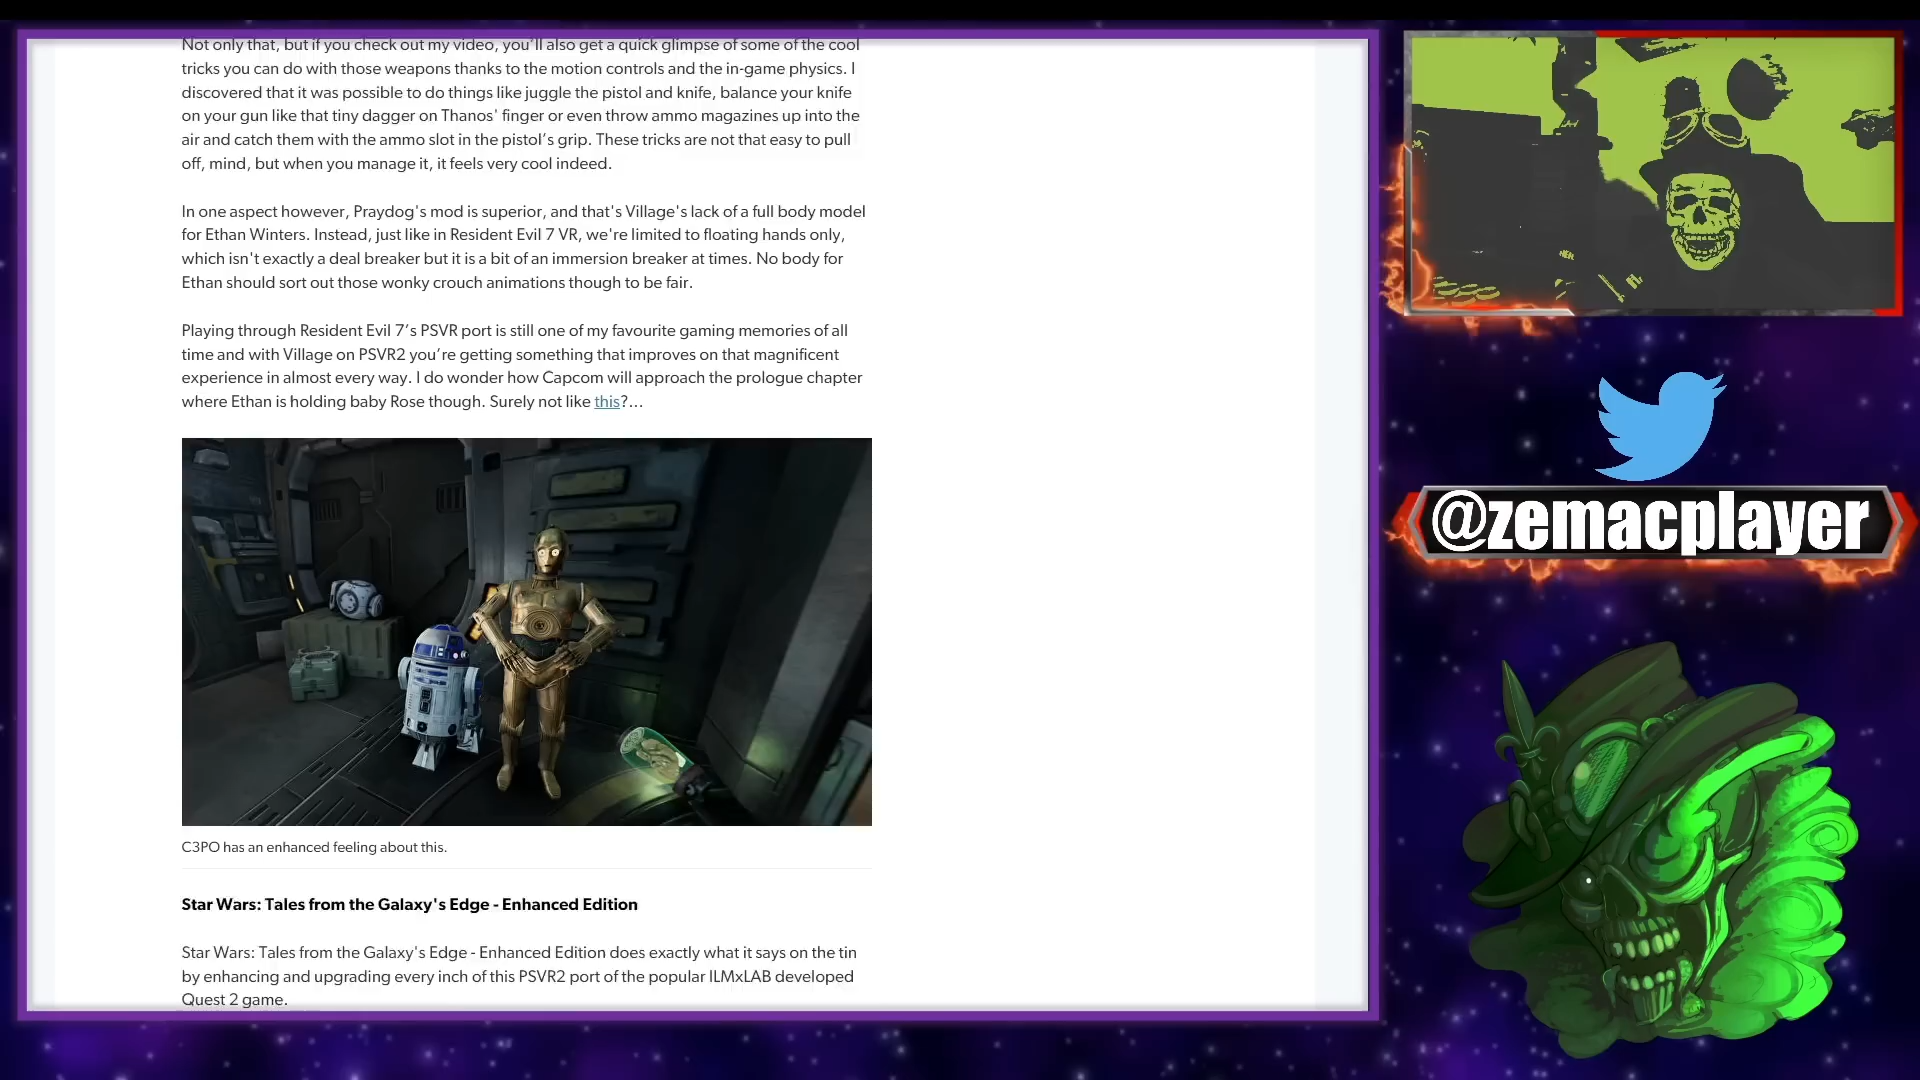 Not only that, but if you check out my video, you'll also get a quick glimpse of some of the cool
tricks you can do with those weapons thanks to the motion controls and the in-game physics. I
discovered that it was possible to do things like juggle the pistol and knife, balance your knife
on your gun like that tiny dagger on Thanos' finger or even throw ammo magazines up into the
air and catch them with the ammo slot in the pistol’s grip. These tricks are not that easy to pull
off, mind, but when you manage it, it feels very cool indeed.
In one aspect however, Praydog's mod is superior, and that's Village's lack of a full body model
for Ethan Winters. Instead, just like in Resident Evil 7 VR, we're limited to floating hands only,
which isn't exactly a deal breaker but it is a bit of an immersion breaker at times. No body for
Ethan should sort out those wonky crouch animations though to be fair.
Playing through Resident Evil 7’s PSVR port is still one of my favourite gaming memories of all
time and with Village on PSVR2 you’re getting something that improves on that magnificent
experience in almost every way. I do wonder how Capcom will approach the prologue chapter
where Ethan is holding baby Rose though. Surely not like this?...
C3PO has an enhanced feeling about this.
Star Wars: Tales from the Galaxy's Edge - Enhanced Edition
Star Wars: Tales from the Galaxy's Edge - Enhanced Edition does exactly what it says on the tin
by enhancing and upgrading every inch of this PSVR2 port of the popular ILMxLAB developed
Quest 2 game.
@zemacplayer